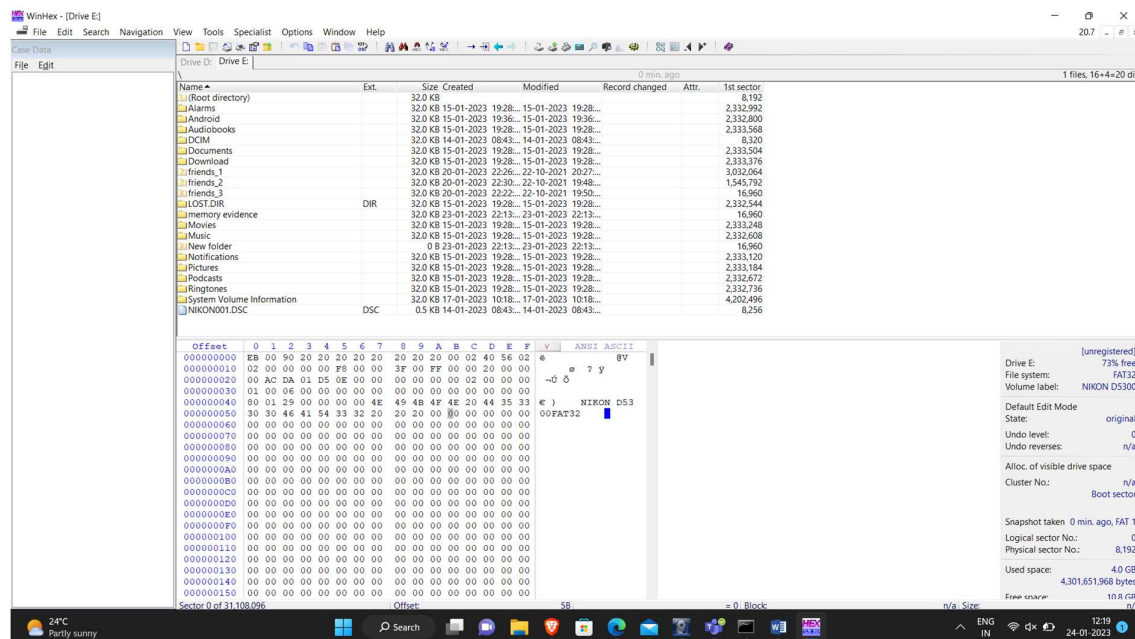 WinHex - [Drive E:]
File Edit Search Navigation View Tools Specialist Options Window Help
20.7
Case Data
File Edit
Drive D: Drive E:
\ 0 min. ago 1 files, 16+4=20 di
Name Ext. Size Created Modified Record changed Attr. 1st sector
(Root directory) 32.0 KB 8,192
Alarms 32.0 KB 15-01-2023 19:28:... 15-01-2023 19:28:... 2,332,992
Android 32.0 KB 15-01-2023 19:36:... 15-01-2023 19:36:... 2,332,800
Audiobooks 32.0 KB 15-01-2023 19:28:... 15-01-2023 19:28:... 2,333,568
DCIM 32.0 KB 14-01-2023 08:43:... 14-01-2023 08:43:... 8,320
Documents 32.0 KB 15-01-2023 19:28:... 15-01-2023 19:28:... 2,333,504
Download 32.0 KB 15-01-2023 19:28:... 15-01-2023 19:28:... 2,333,376
friends_1 32.0 KB 20-01-2023 22:26:... 22-10-2021 20:27:... 3,032,064
friends_2 32.0 KB 20-01-2023 22:30:... 22-10-2021 19:48:... 1,545,792
friends_3 32.0 KB 20-01-2023 22:22:... 22-10-2021 19:50:... 16,960
LOST.DIR DIR 32.0 KB 15-01-2023 19:28:... 15-01-2023 19:28:... 2,332,544
memory evidence 32.0 KB 23-01-2023 22:13:... 23-01-2023 22:13:... 16,960
Movies 32.0 KB 15-01-2023 19:28:... 15-01-2023 19:28:... 2,333,248
Music 32.0 KB 15-01-2023 19:28:... 15-01-2023 19:28:... 2,332,608
New folder 0 B 23-01-2023 22:13:... 23-01-2023 22:13:... 16,960
Notifications 32.0 KB 15-01-2023 19:28:... 15-01-2023 19:28:... 2,333,120
Pictures 32.0 KB 15-01-2023 19:28:... 15-01-2023 19:28:... 2,333,184
Podcasts 32.0 KB 15-01-2023 19:28:... 15-01-2023 19:28:... 2,332,672
Ringtones 32.0 KB 15-01-2023 19:28:... 15-01-2023 19:28:... 2,332,736
System Volume Information 32.0 KB 17-01-2023 10:18:... 17-01-2023 10:18:... 4,202,496
NIKON001.DSC DSC 0.5 KB 14-01-2023 08:43:... 14-01-2023 08:43:... 8,256
Offset 0 1 2 3 4 5 6 7 8 9 A B C D E F ANSI ASCII
000000000 EB 00 90 20 20 20 20 20 20 20 20 00 02 40 56 02 ë @V
000000010 02 00 00 00 00 F8 00 00 3F 00 FF 00 00 20 00 00 ø ? ÿ
000000020 00 AC DA 01 D5 0E 00 00 00 00 00 00 02 00 00 00 ¬Ú Õ
000000030 01 00 06 00 00 00 00 00 00 00 00 00 00 00 00 00
000000040 80 01 29 00 00 00 00 4E 49 4B 4F 4E 20 44 35 33 € ) NIKON D53
000000050 30 30 46 41 54 33 32 20 20 20 00 00 00 00 00 00 00FAT32
000000060 00 00 00 00 00 00 00 00 00 00 00 00 00 00 00 00
000000070 00 00 00 00 00 00 00 00 00 00 00 00 00 00 00 00
000000080 00 00 00 00 00 00 00 00 00 00 00 00 00 00 00 00
000000090 00 00 00 00 00 00 00 00 00 00 00 00 00 00 00 00
0000000A0 00 00 00 00 00 00 00 00 00 00 00 00 00 00 00 00
0000000B0 00 00 00 00 00 00 00 00 00 00 00 00 00 00 00 00
0000000C0 00 00 00 00 00 00 00 00 00 00 00 00 00 00 00 00
0000000D0 00 00 00 00 00 00 00 00 00 00 00 00 00 00 00 00
0000000E0 00 00 00 00 00 00 00 00 00 00 00 00 00 00 00 00
0000000F0 00 00 00 00 00 00 00 00 00 00 00 00 00 00 00 00
000000100 00 00 00 00 00 00 00 00 00 00 00 00 00 00 00 00
000000110 00 00 00 00 00 00 00 00 00 00 00 00 00 00 00 00
000000120 00 00 00 00 00 00 00 00 00 00 00 00 00 00 00 00
000000130 00 00 00 00 00 00 00 00 00 00 00 00 00 00 00 00
000000140 00 00 00 00 00 00 00 00 00 00 00 00 00 00 00 00
000000150 00 00 00 00 00 00 00 00 00 00 00 00 00 00 00 00
[unregistered]
Drive E: 73% free
File system: FAT32
Volume label: NIKON D5300
Default Edit Mode
State: original
Undo level: 0
Undo reverses: n/a
Alloc. of visible drive space
Cluster No.: n/a
Boot sector
Snapshot taken 0 min. ago, FAT 1
Logical sector No.: 0
Physical sector No.: 8,192
Used space: 4.0 GB
4,301,651,968 bytes
Free space: 10.8 GB
Sector 0 of 31,108,096 Offset: 5B = 0 Block: n/a Size: n/
24°C
Partly sunny
Search
ENG
IN
12:19
24-01-2023
1